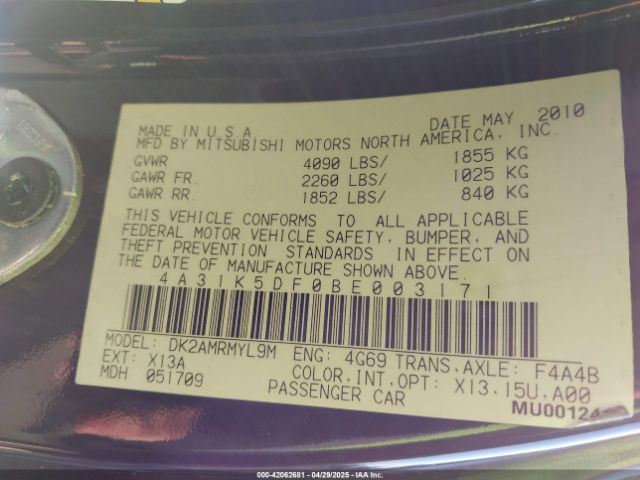 MADE IN U.S.A. DATE MAY 2010
MFD BY MITSUBISHI MOTORS NORTH AMERICA, INC.
GVWR 4090 LBS/ 1855 KG
GAWR FR. 2260 LBS/ 1025 KG
GAWR RR. 1852 LBS/ 840 KG
THIS VEHICLE CONFORMS TO ALL APPLICABLE
FEDERAL MOTOR VEHICLE SAFETY, BUMPER, AND
THEFT PREVENTION STANDARDS IN EFFECT ON
THE DATE OF MANUFACTURE SHOWN ABOVE.
4A31K5DF0BE003171
MODEL: DK2AMRMYL9M ENG: 4G69 TRANS,AXLE: F4A4B
EXT: X13A COLOR,INT,OPT: X13,15U,A00
MDH 051709 PASSENGER CAR
MU00124
000-42062681 - 04/29/2025 - IAAI.COM